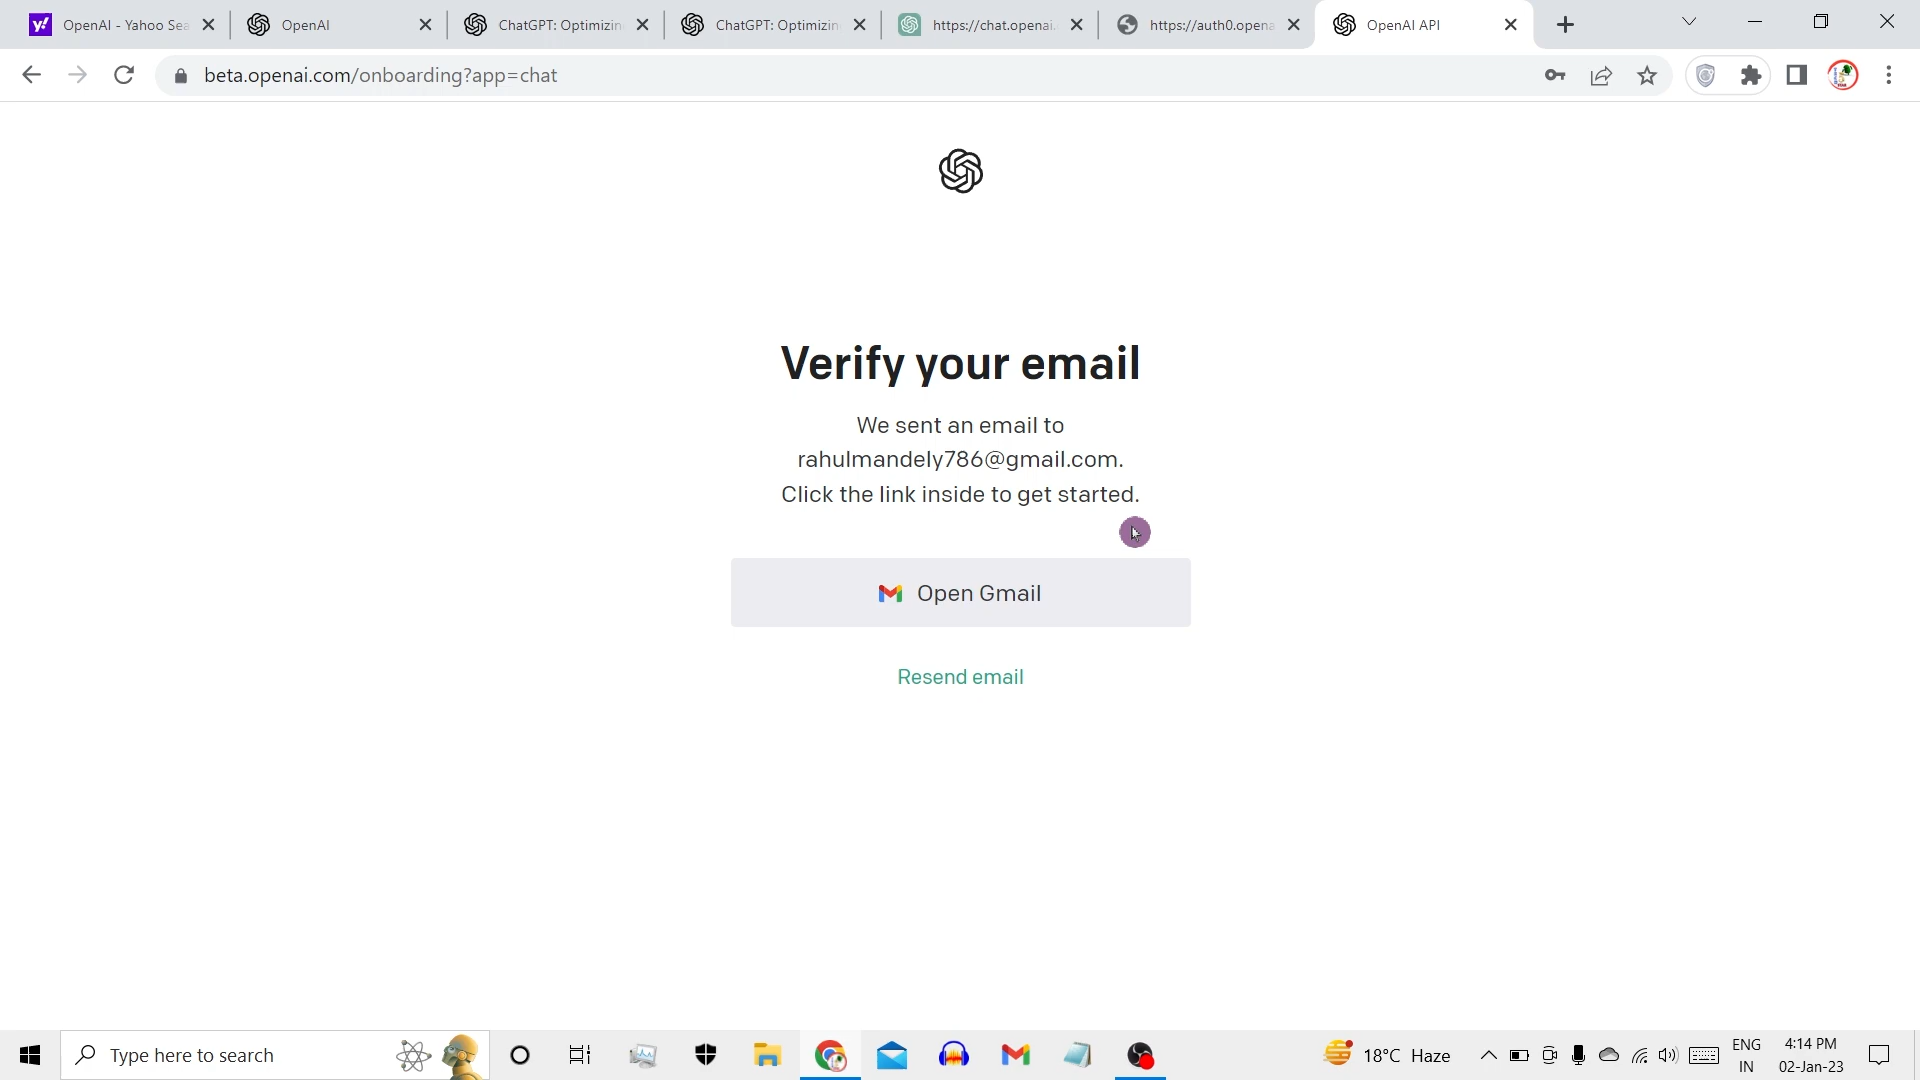 OpenAI - Yahoo Sea
OpenAI
ChatGPT: Optimizin
ChatGPT: Optimizin
https://chat.openai.
https://auth0.opena
OpenAI API
beta.openai.com/onboarding?app=chat
Verify your email
We sent an email to
rahulmandely786@gmail.com.
Click the link inside to get started.
Open Gmail
Resend email
Type here to search
18°C Haze
ENG
IN
4:14 PM
02-Jan-23